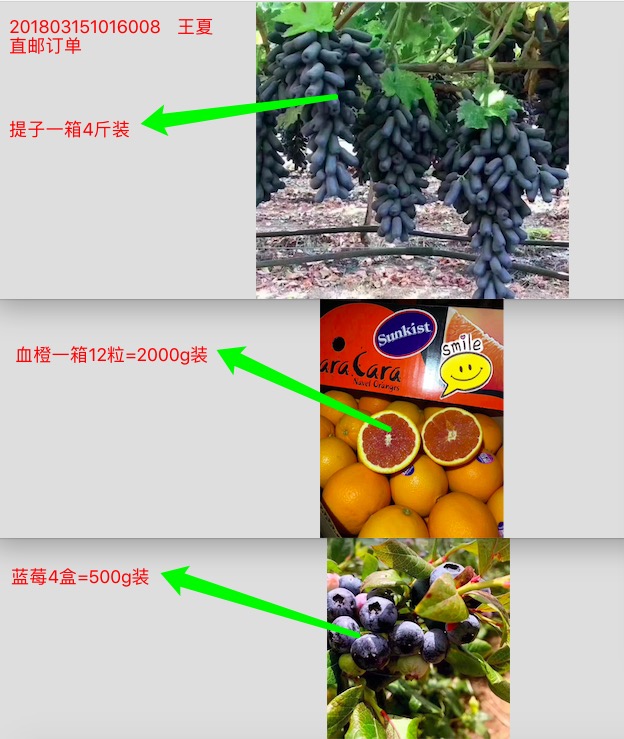 201803151016008 王夏
直邮订单
提子一箱4斤装
血橙一箱12粒=2000g装
Sunkist
smile
ara Cara
Navel Oranges
蓝莓4盒=500g装